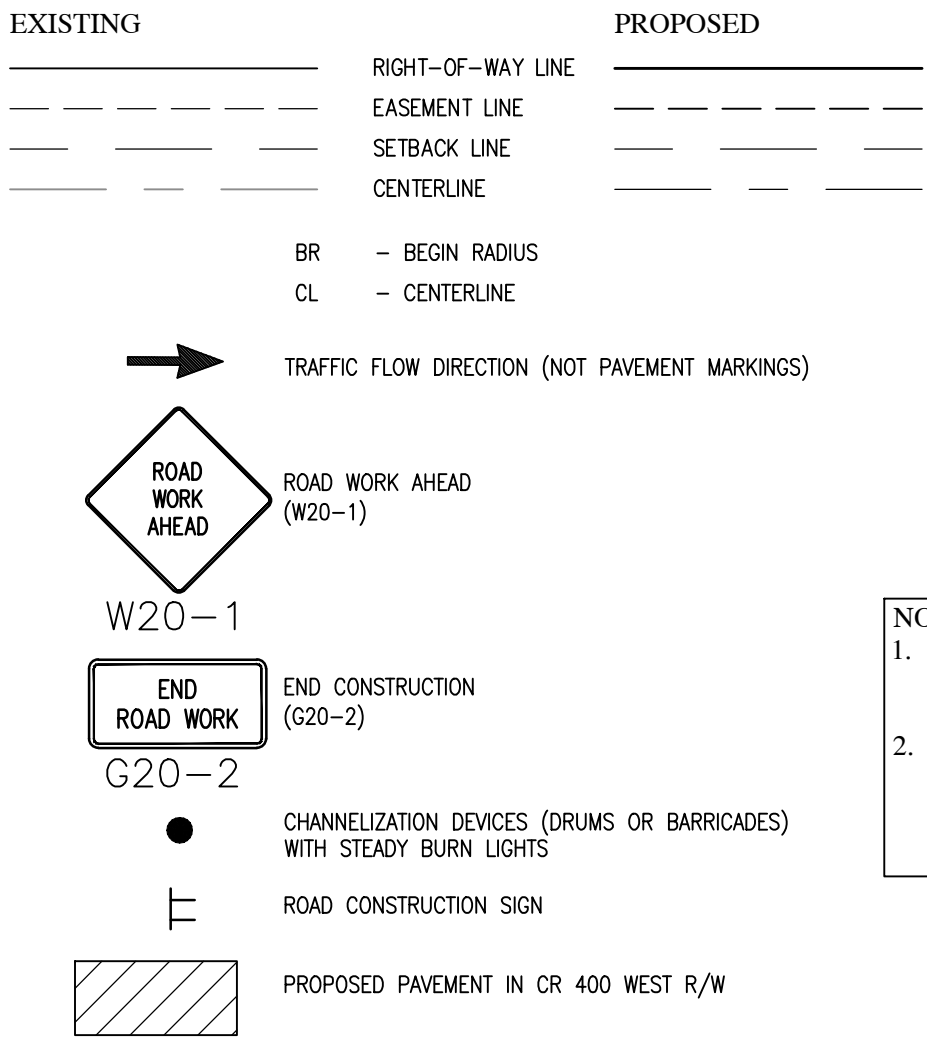 EXISTING PROPOSED
RIGHT-OF-WAY LINE
EASEMENT LINE
SETBACK LINE
CENTERLINE
BR - BEGIN RADIUS
CL - CENTERLINE
TRAFFIC FLOW DIRECTION (NOT PAVEMENT MARKINGS)
ROAD
WORK
AHEAD
W20-1
ROAD WORK AHEAD
(W20-1)
END
ROAD WORK
G20-2
END CONSTRUCTION
(G20-2)
CHANNELIZATION DEVICES (DRUMS OR BARRICADES)
WITH STEADY BURN LIGHTS
ROAD CONSTRUCTION SIGN
PROPOSED PAVEMENT IN CR 400 WEST R/W
1.
2.